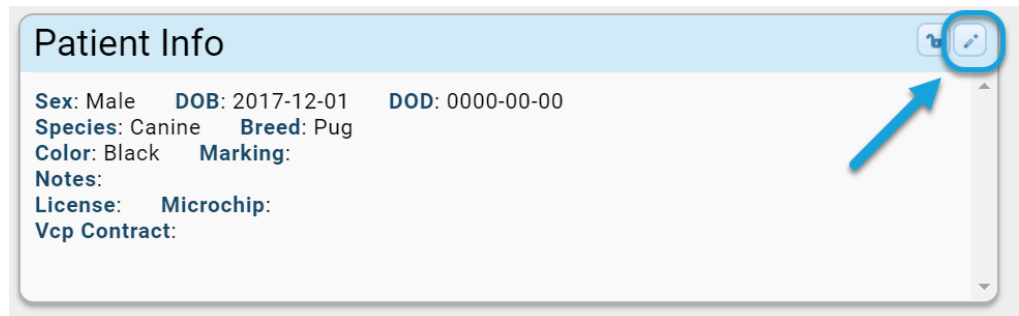 Patient Info
Sex: Male DOB: 2017-12-01 DOD: 0000-00-00
Species: Canine Breed: Pug
Color: Black Marking:
Notes:
License: Microchip:
Vcp Contract: